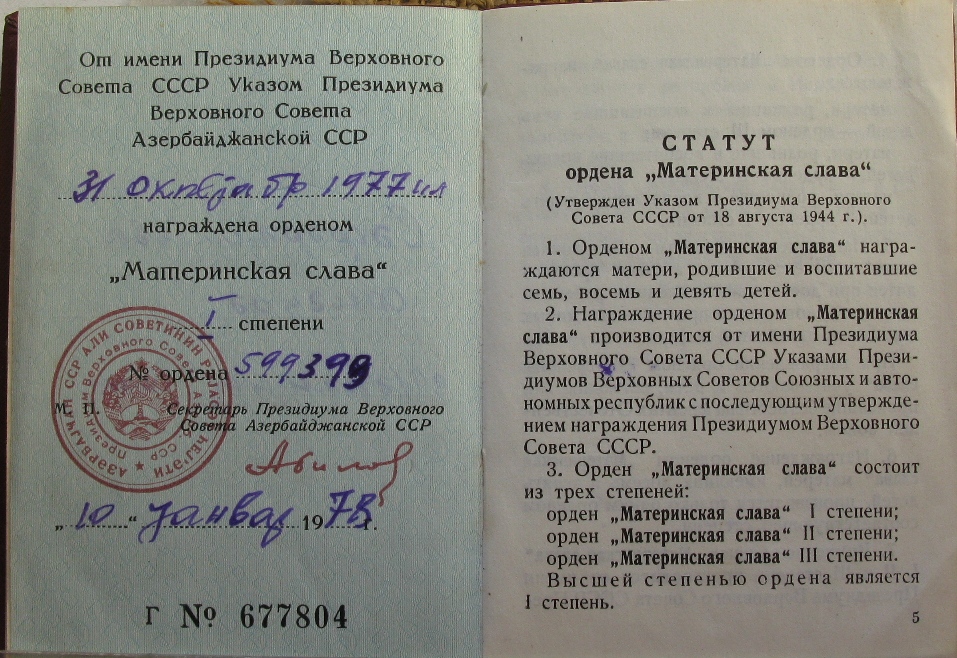 От имени Президиума Верховного
Совета СССР Указом Президиума
Верховного Совета
Азербайджанской ССР
31 октјабр 1977 ил
награждена орденом
„Материнская слава“
I степени
№ ордена 599399
М. П. Секретарь Президиума Верховного
Совета Азербайджанской ССР
„10“ јанвар 1978 г.
Г № 677804
СТАТУТ
ордена „Материнская слава“
(Утвержден Указом Президиума Верховного
Совета СССР от 18 августа 1944 г.).
1. Орденом „Материнская слава“ награ-
ждаются матери, родившие и воспитавшие
семь, восемь и девять детей.
2. Награждение орденом „Материнская
слава“ производится от имени Президиума
Верховного Совета СССР Указами Прези-
диумов Верховных Советов Союзных и авто-
номных республик с последующим утвержде-
нием награждения Президиумом Верховного
Совета СССР.
3. Орден „Материнская слава“ состоит
из трех степеней:
орден „Материнская слава“ I степени;
орден „Материнская слава“ II степени;
орден „Материнская слава“ III степени.
Высшей степенью ордена является
I степень.
5